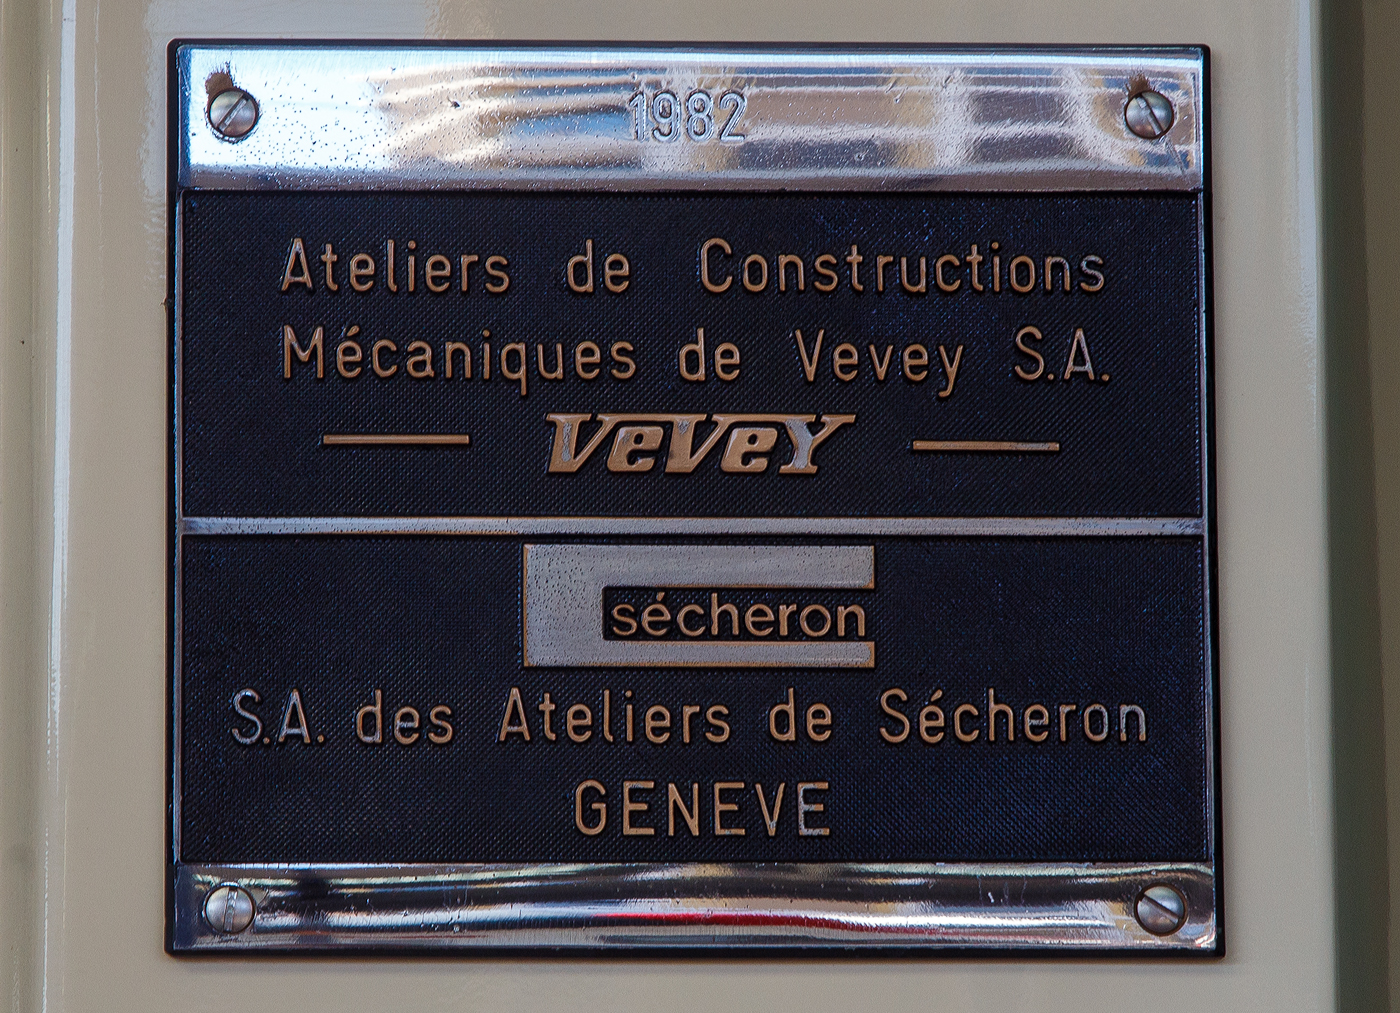 1982
Ateliers de Constructions
Mécaniques de Vevey S.A.
VeVeY
sécheron
S.A. des Ateliers de Sécheron
GENEVE